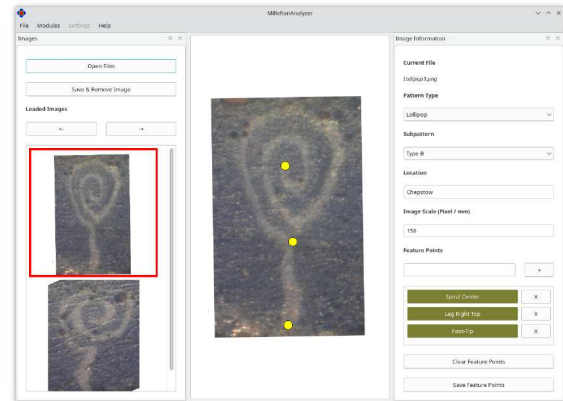 MillefioriAnalyzer
File Modules Settings Help
Images
Open Files
Save & Remove Image
Loaded Images
←
→
Image Information
Current File
Lollipop3.png
Pattern Type
Lollipop
Subpattern
Type B
Location
Chepstow
Image Scale (Pixel / mm)
158
Feature Points
+
Spiral Center X
Leg Right Top X
Foot-Tip X
Clear Feature Points
Save Feature Points